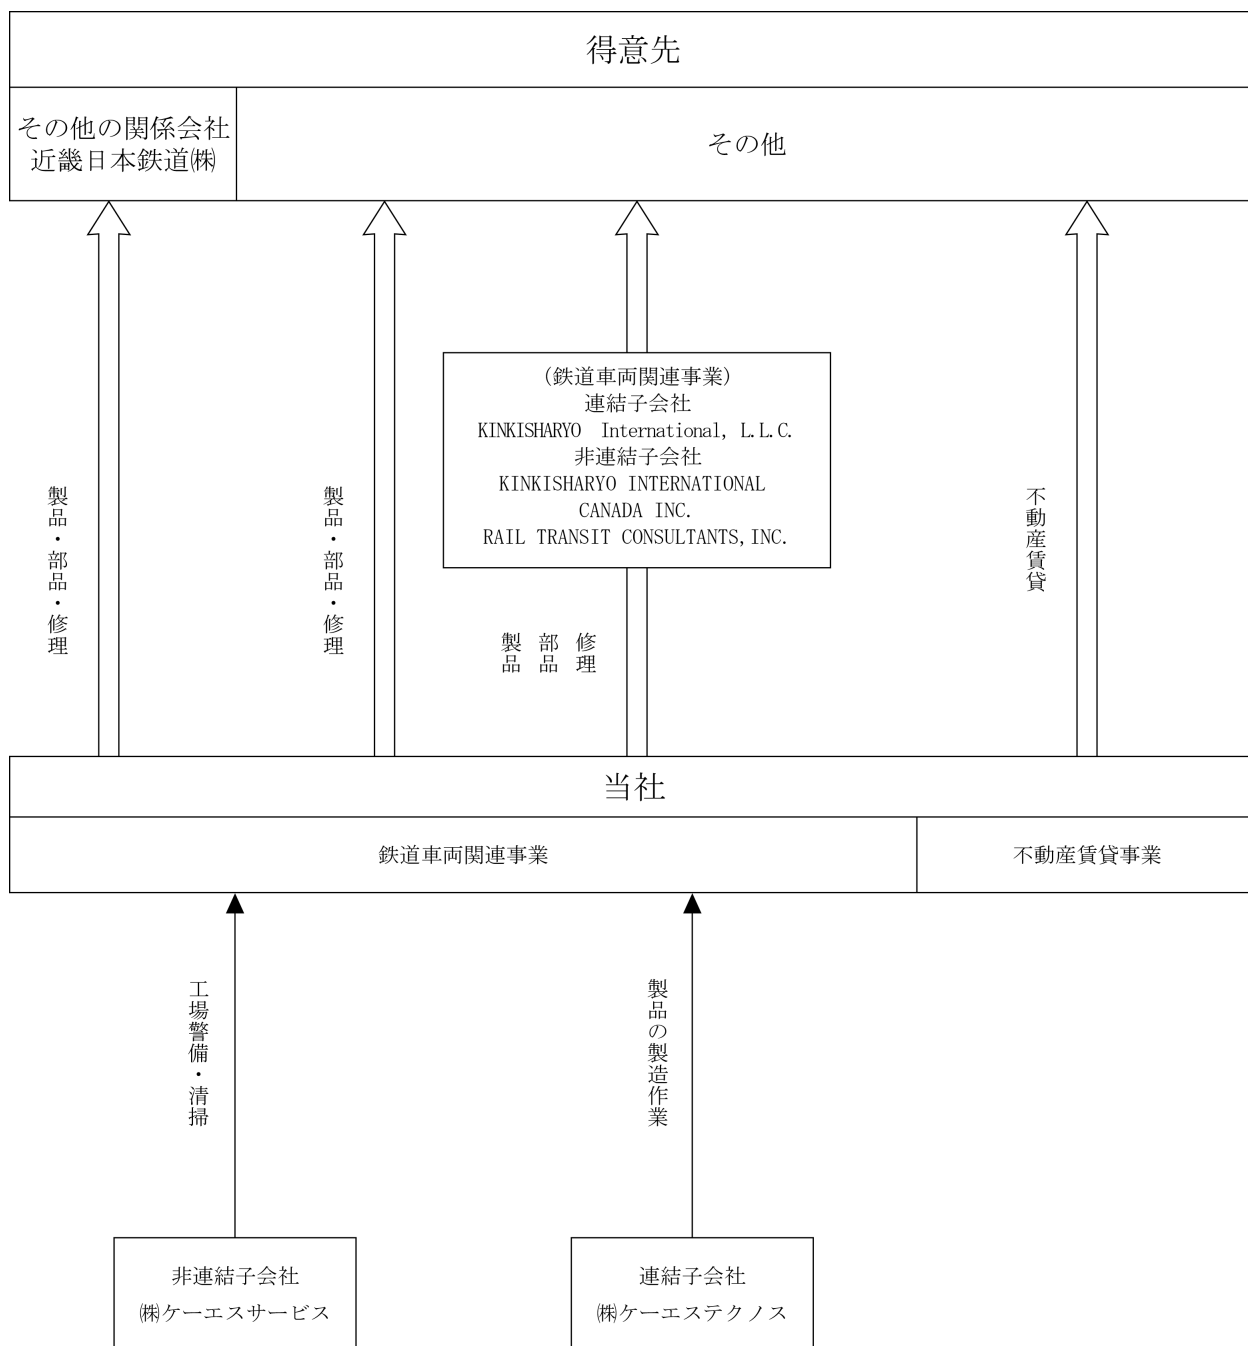 得意先
その他の関係会社
近畿日本鉄道㈱
その他
(鉄道車両関連事業)
連結子会社
KINKISHARYO International, L.L.C.
非連結子会社
KINKISHARYO INTERNATIONAL
CANADA INC.
RAIL TRANSIT CONSULTANTS,INC.
製品・部品・修理
製品・部品・修理
製品 部品 修理
不動産賃貸
当社
鉄道車両関連事業
不動産賃貸事業
工場警備・清掃
製品の製造作業
非連結子会社
㈱ケーエスサービス
連結子会社
㈱ケーエステクノス